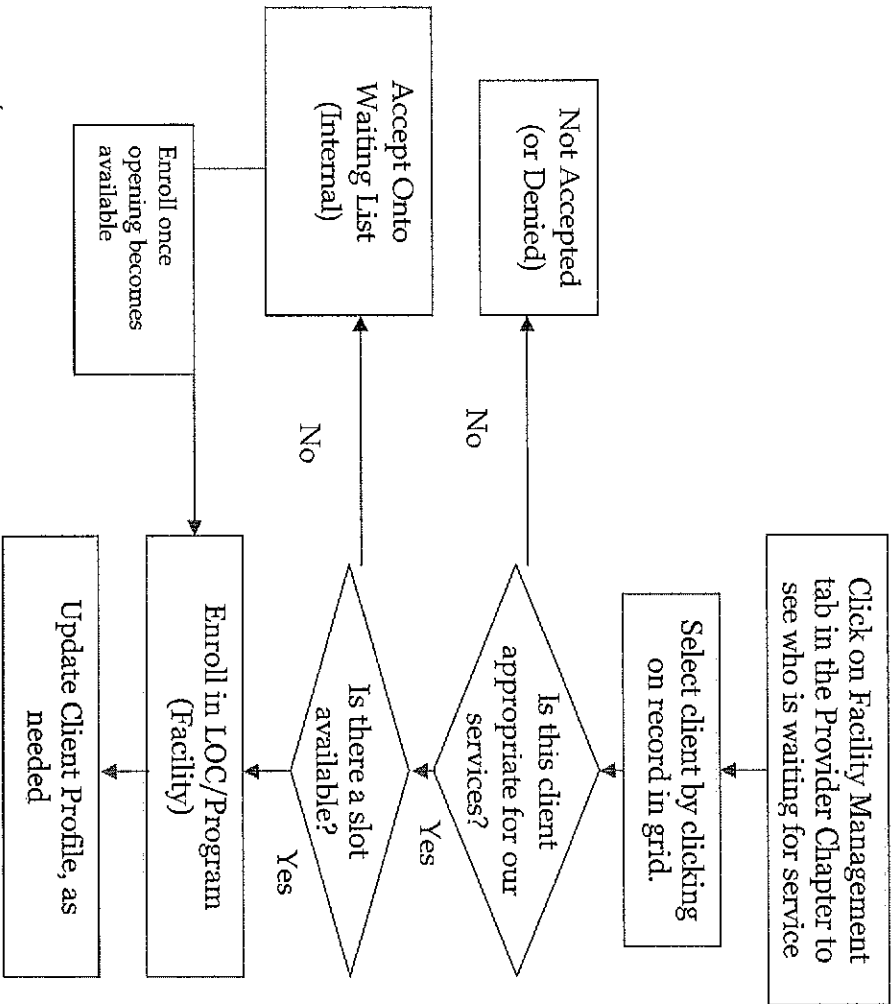 Click on Facility Management
tab in the Provider Chapter to
see who is waiting for service
Select client by clicking
on record in grid.
Is this client
appropriate for our
services?
No
Yes
Not Accepted
(or Denied)
Is there a slot
available?
No
Yes
Accept Onto
Waiting List
(Internal)
Enroll once
opening becomes
available
Enroll in LOC/Program
(Facility)
Update Client Profile, as
needed